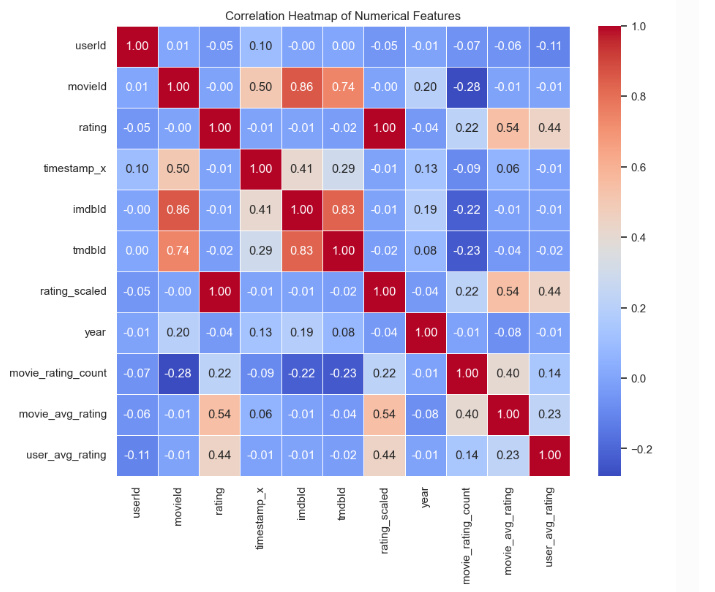 Correlation Heatmap of Numerical Features
userId 1.00 0.01 -0.05 0.10 -0.00 0.00 -0.05 -0.01 -0.07 -0.06 -0.11
movieId 0.01 1.00 -0.00 0.50 0.86 0.74 -0.00 0.20 -0.28 -0.01 -0.01
rating -0.05 -0.00 1.00 -0.01 -0.01 -0.02 1.00 -0.04 0.22 0.54 0.44
timestamp_x 0.10 0.50 -0.01 1.00 0.41 0.29 -0.01 0.13 -0.09 0.06 -0.01
imdbId -0.00 0.86 -0.01 0.41 1.00 0.83 -0.01 0.19 -0.22 -0.01 -0.01
tmdbId 0.00 0.74 -0.02 0.29 0.83 1.00 -0.02 0.08 -0.23 -0.04 -0.02
rating_scaled -0.05 -0.00 1.00 -0.01 -0.01 -0.02 1.00 -0.04 0.22 0.54 0.44
year -0.01 0.20 -0.04 0.13 0.19 0.08 -0.04 1.00 -0.01 -0.08 -0.01
movie_rating_count -0.07 -0.28 0.22 -0.09 -0.22 -0.23 0.22 -0.01 1.00 0.40 0.14
movie_avg_rating -0.06 -0.01 0.54 0.06 -0.01 -0.04 0.54 -0.08 0.40 1.00 0.23
user_avg_rating -0.11 -0.01 0.44 -0.01 -0.01 -0.02 0.44 -0.01 0.14 0.23 1.00
userId
movieId
rating
timestamp_x
imdbId
tmdbId
rating_scaled
year
movie_rating_count
movie_avg_rating
user_avg_rating
1.0
0.8
0.6
0.4
0.2
0.0
−0.2